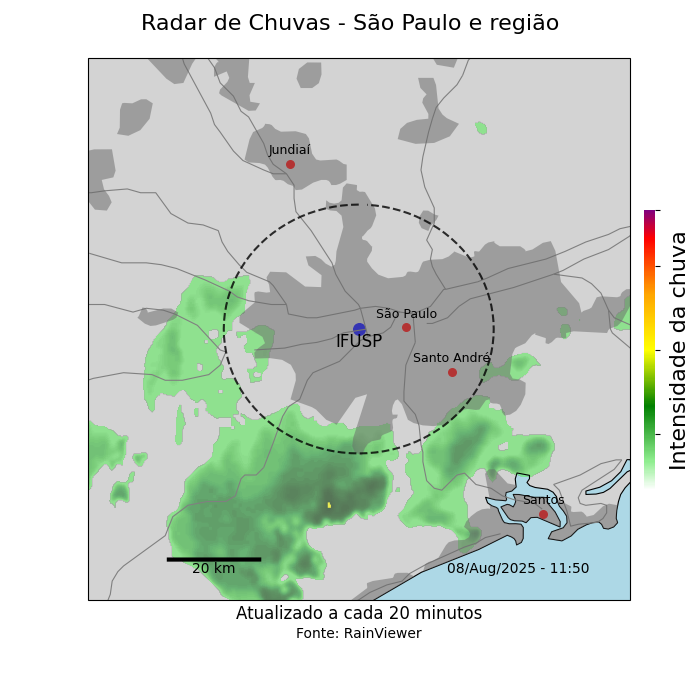 Radar de Chuvas - São Paulo e região
Jundiaí
São Paulo
IFUSP
Santo André
Intensidade da chuva
Santos
20 km
08/Aug/2025 - 11:50
Atualizado a cada 20 minutos
Fonte: RainViewer